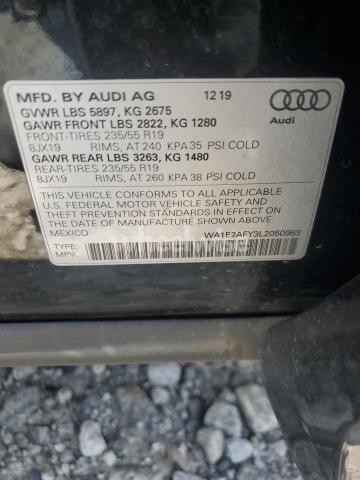 MFD. BY AUDI AG 12 19
GVWR LBS 5897, KG 2675
GAWR FRONT LBS 2822, KG 1280
FRONT-TIRES 235/55 R19
8JX19 RIMS, AT 240 KPA 35 PSI COLD
GAWR REAR LBS 3263, KG 1480
REAR-TIRES 235/55 R19
8JX19 RIMS, AT 260 KPA 38 PSI COLD
THIS VEHICLE CONFORMS TO ALL APPLICABLE
U.S. FEDERAL MOTOR VEHICLE SAFETY AND
THEFT PREVENTION STANDARDS IN EFFECT ON
THE DATE OF MANUFACTURE SHOWN ABOVE.
MEXICO
TYPE: WA1E2AFY3L2060963
MPV
Audi